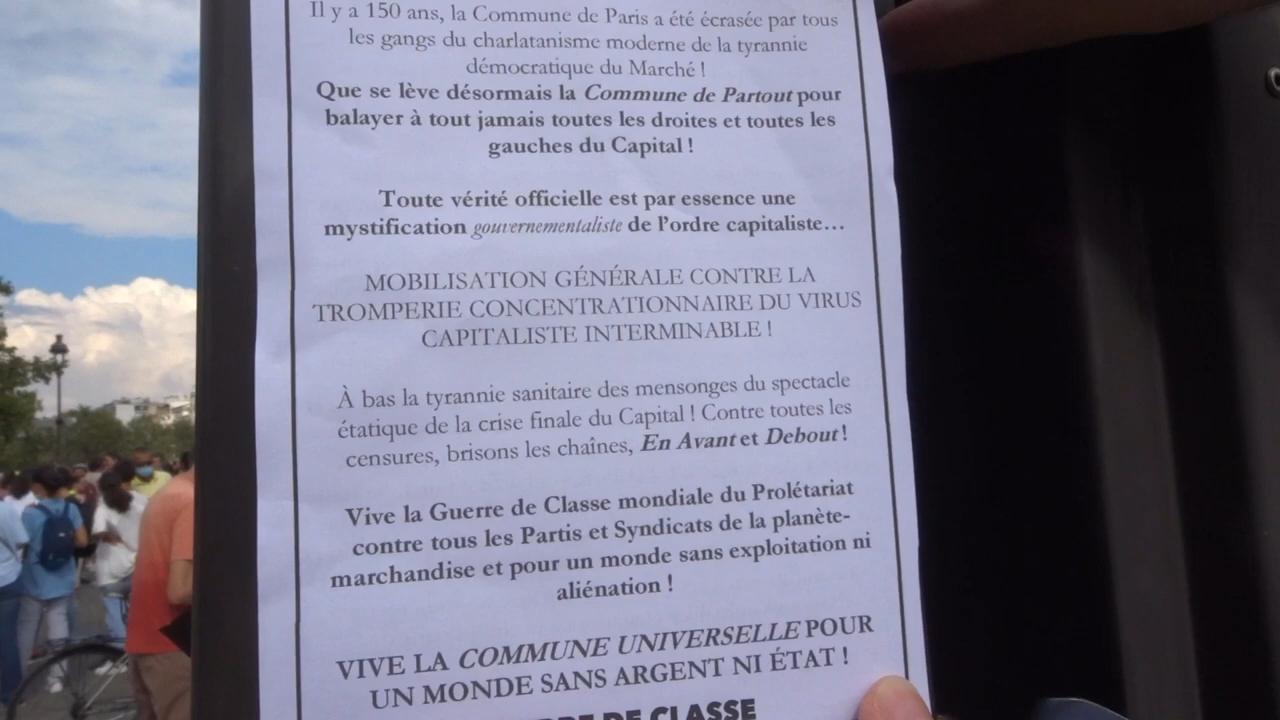 Il y a 150 ans, la Commune de Paris a été écrasée par tous
les gangs du charlatanisme moderne de la tyrannie
démocratique du Marché !
Que se lève désormais la Commune de Partout pour
balayer à tout jamais toutes les droites et toutes les
gauches du Capital !
Toute vérité officielle est par essence une
mystification gouvernementaliste de l'ordre capitaliste…
MOBILISATION GÉNÉRALE CONTRE LA
TROMPERIE CONCENTRATIONNAIRE DU VIRUS
CAPITALISTE INTERMINABLE !
À bas la tyrannie sanitaire des mensonges du spectacle
étatique de la crise finale du Capital ! Contre toutes les
censures, brisons les chaînes, En Avant et Debout !
Vive la Guerre de Classe mondiale du Prolétariat
contre tous les Partis et Syndicats de la planète-
marchandise et pour un monde sans exploitation ni
aliénation !
VIVE LA COMMUNE UNIVERSELLE POUR
UN MONDE SANS ARGENT NI ÉTAT !
DE CLASSE